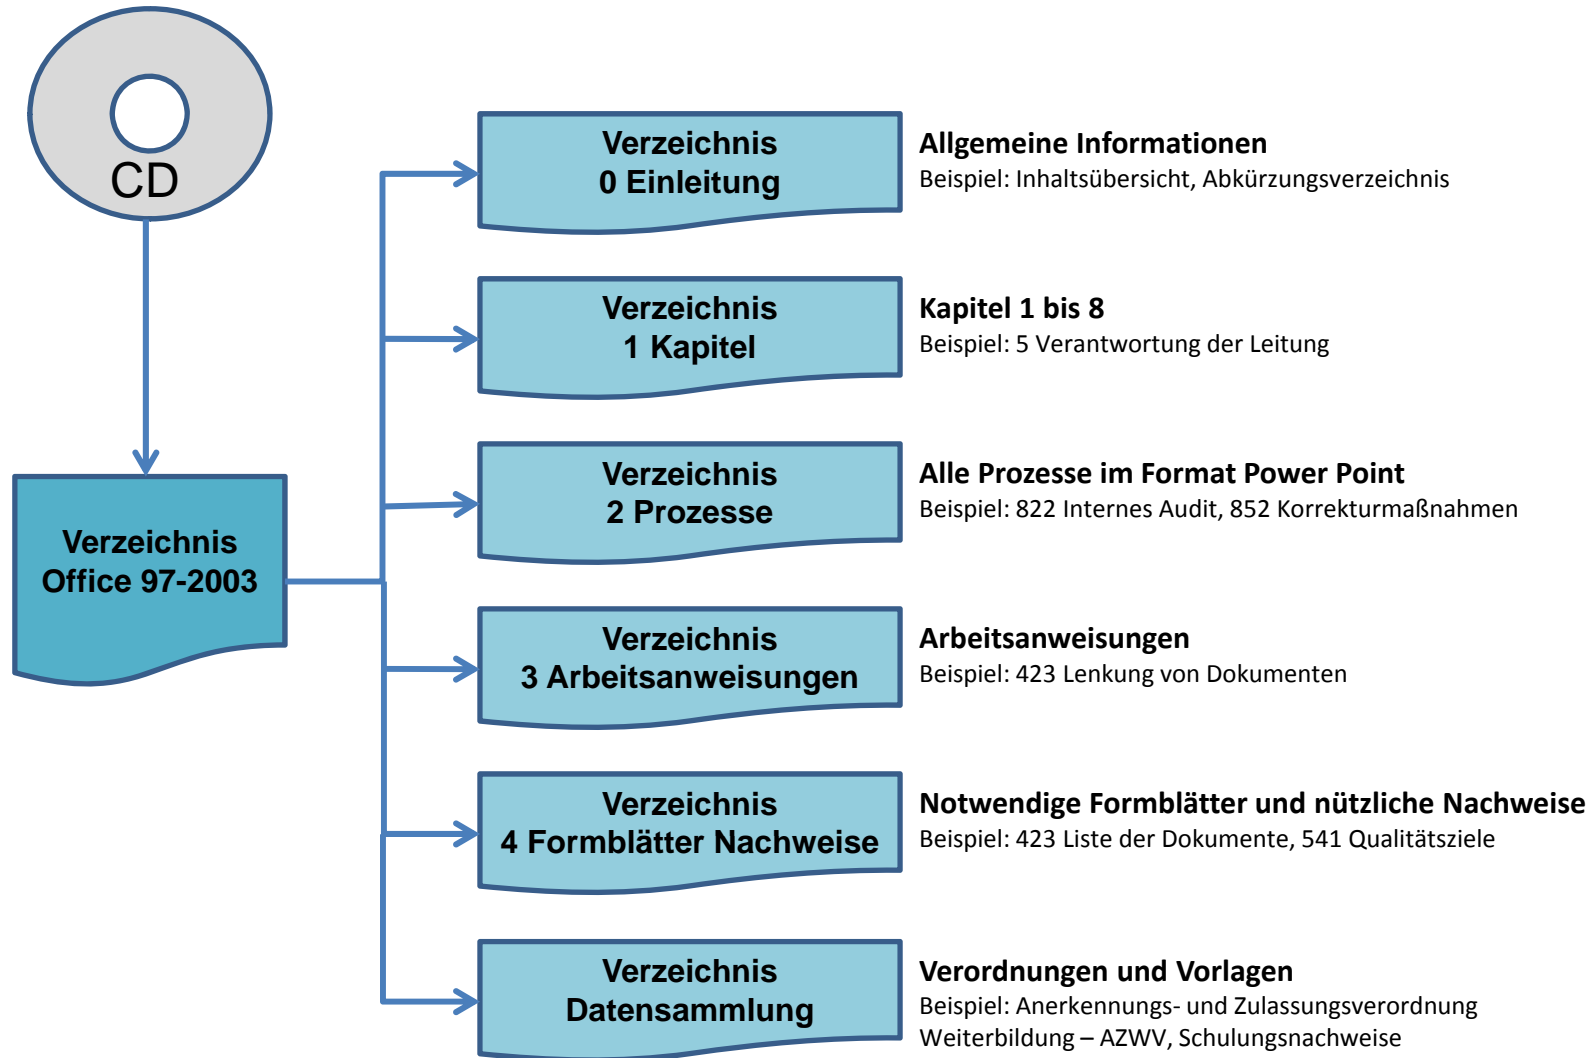 CD
Verzeichnis
Office 97-2003
Verzeichnis
0 Einleitung
Allgemeine Informationen
Beispiel: Inhaltsübersicht, Abkürzungsverzeichnis
Verzeichnis
1 Kapitel
Kapitel 1 bis 8
Beispiel: 5 Verantwortung der Leitung
Verzeichnis
2 Prozesse
Alle Prozesse im Format Power Point
Beispiel: 822 Internes Audit, 852 Korrekturmaßnahmen
Verzeichnis
3 Arbeitsanweisungen
Arbeitsanweisungen
Beispiel: 423 Lenkung von Dokumenten
Verzeichnis
4 Formblätter Nachweise
Notwendige Formblätter und nützliche Nachweise
Beispiel: 423 Liste der Dokumente, 541 Qualitätsziele
Verzeichnis
Datensammlung
Verordnungen und Vorlagen
Beispiel: Anerkennungs- und Zulassungsverordnung
Weiterbildung – AZWV, Schulungsnachweise